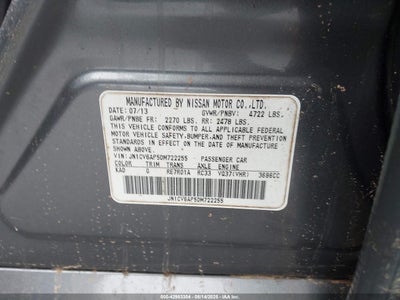 MANUFACTURED BY NISSAN MOTOR CO.,LTD.
DATE: 07/13 GVWR/PNBV: 4722 LBS.
GAWR/PNBE FR: 2270 LBS. RR: 2478 LBS.
THIS VEHICLE CONFORMS TO ALL APPLICABLE FEDERAL
MOTOR VEHICLE SAFETY,BUMPER,AND THEFT PREVENTION
STANDARDS IN EFFECT ON THE DATE OF MANUFACTURE
SHOWN ABOVE.
VIN: JN1CV6AP5DM722255 PASSENGER CAR
COLOR TRIM TRANS AXLE ENGINE
KAD G RE7R01A RC33 VQ37(VHR) 3696CC
JN1CV6AP5DM722255